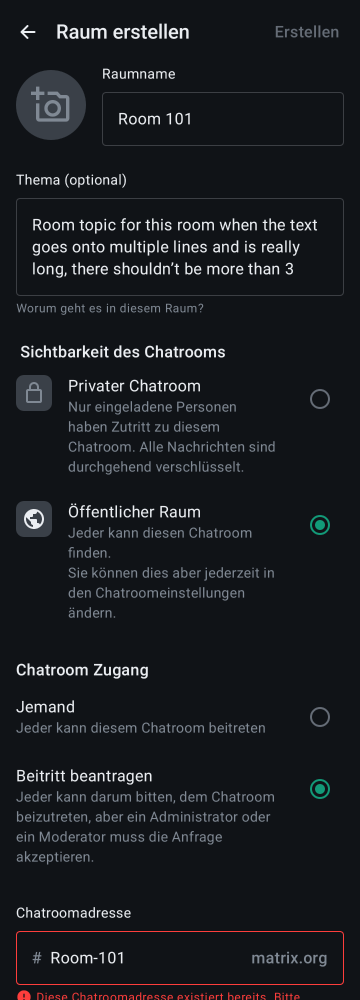 Raum erstellen
Erstellen
Raumname
Room 101
Thema (optional)
Room topic for this room when the text
goes onto multiple lines and is really
long, there shouldn’t be more than 3
Worum geht es in diesem Raum?
Sichtbarkeit des Chatrooms
Privater Chatroom
Nur eingeladene Personen
haben Zutritt zu diesem
Chatroom. Alle Nachrichten sind
durchgehend verschlüsselt.
Öffentlicher Raum
Jeder kann diesen Chatroom
finden.
Sie können dies aber jederzeit in
den Chatroomeinstellungen
ändern.
Chatroom Zugang
Jemand
Jeder kann diesem Chatroom beitreten
Beitritt beantragen
Jeder kann darum bitten, dem Chatroom
beizutreten, aber ein Administrator oder
ein Moderator muss die Anfrage
akzeptieren.
Chatroomadresse
# Room-101 matrix.org
Diese Chatroomadresse existiert bereits. Bitte